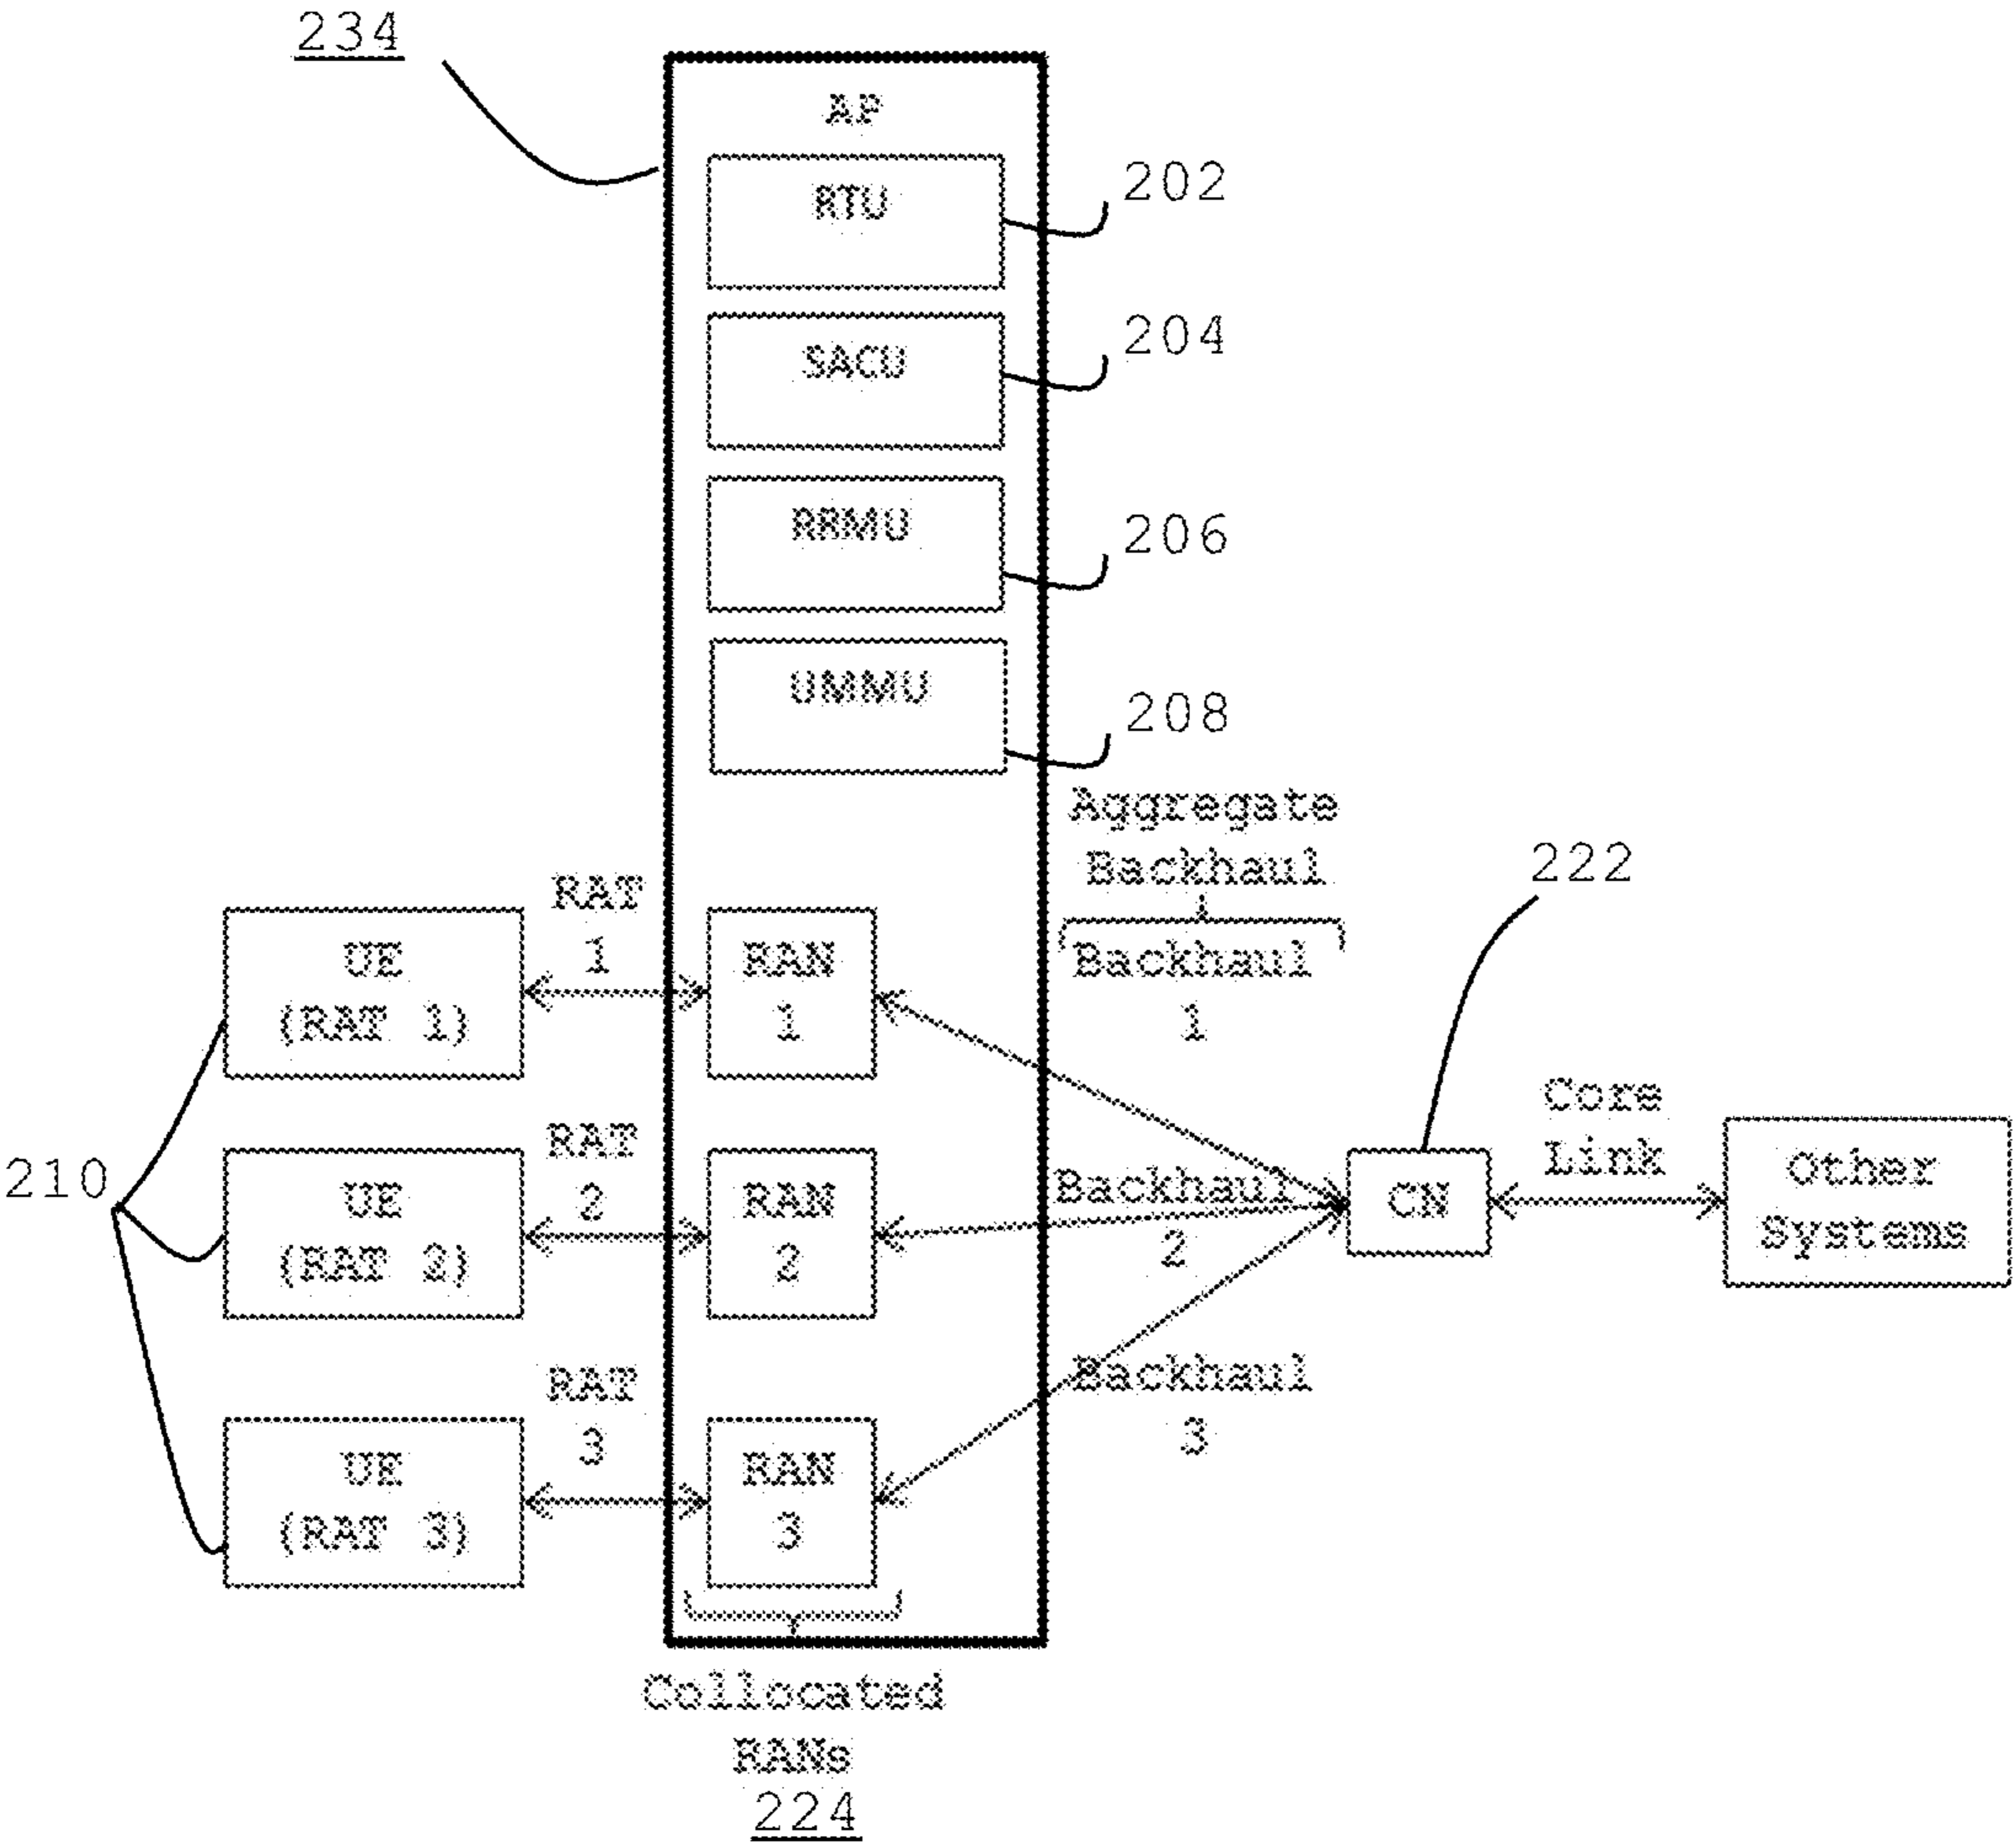 234
AP
RTU
202
SACU
204
RRMU
206
UMMU
208
Aggregate
Backhaul
222
RAT
1
UE
(RAT 1)
RAN
1
Backhaul
1
Core
Link
210
RAT
2
UE
(RAT 2)
RAN
2
Backhaul
2
CN
Other
Systems
RAT
3
UE
(RAT 3)
RAN
3
Backhaul
3
Collocated
RANs
224